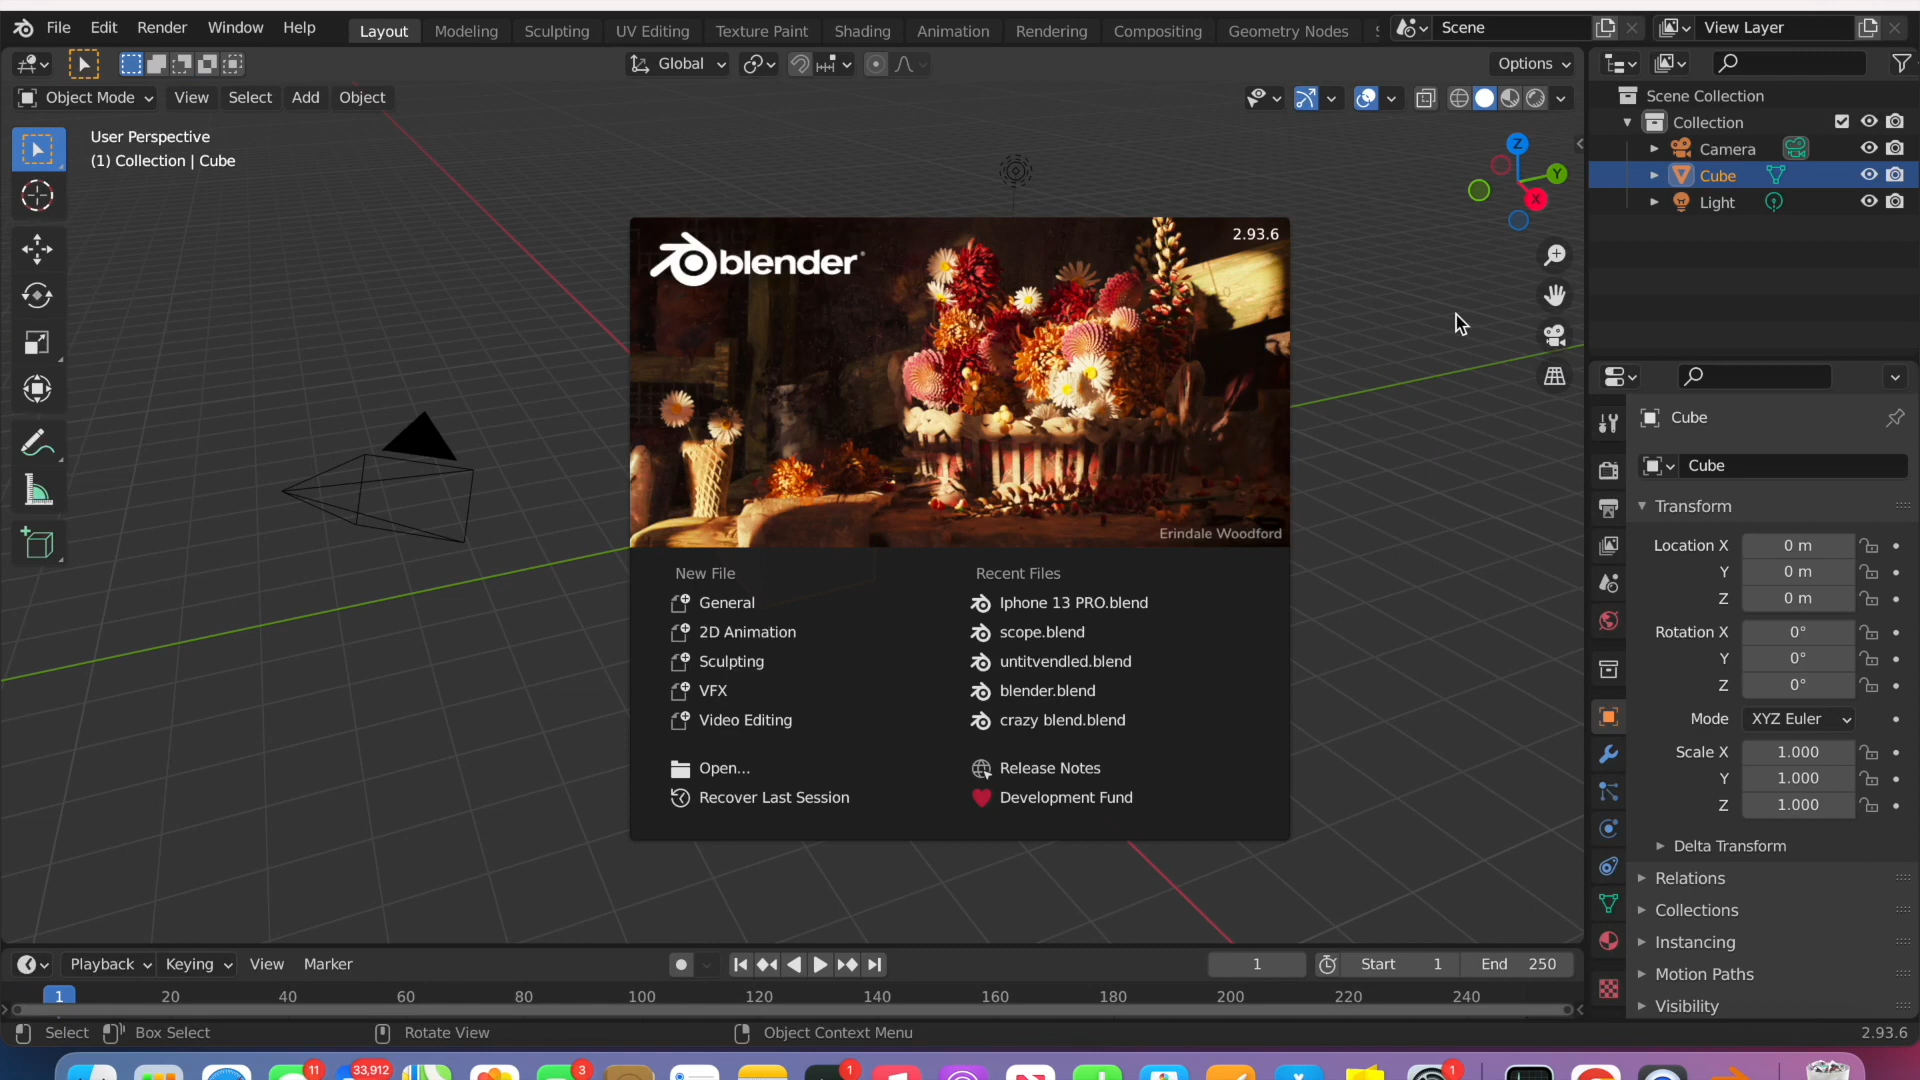 File Edit Render Window Help Layout Modeling Sculpting UV Editing Texture Paint Shading Animation Rendering Compositing Geometry Nodes Scene View Layer
Global Options
Object Mode View Select Add Object
User Perspective
(1) Collection | Cube
Z
Y
X
Scene Collection
Collection
Camera
Cube
Light
blender
2.93.6
Erindale Woodford
New File
General
2D Animation
Sculpting
VFX
Video Editing
Open...
Recover Last Session
Recent Files
Iphone 13 PRO.blend
scope.blend
untitvendled.blend
blender.blend
crazy blend.blend
Release Notes
Development Fund
Cube
Cube
Transform
Location X 0 m
Y 0 m
Z 0 m
Rotation X 0°
Y 0°
Z 0°
Mode XYZ Euler
Scale X 1.000
Y 1.000
Z 1.000
Delta Transform
Relations
Collections
Instancing
Motion Paths
Visibility
Playback Keying View Marker 1 Start 1 End 250
1 20 40 60 80 100 120 140 160 180 200 220 240
Select Box Select Rotate View Object Context Menu 2.93.6
11 33,912 3 1 1